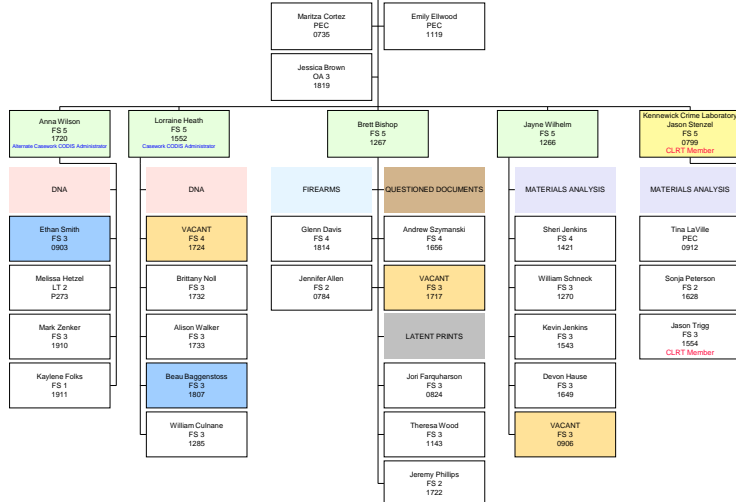 Maritza Cortez
PEC
0735
Emily Ellwood
PEC
1119
Jessica Brown
OA 3
1819
Anna Wilson
FS 5
1720
Alternate Casework CODIS Administrator
DNA
Ethan Smith
FS 3
0903
Melissa Hetzel
LT 2
P273
Mark Zenker
FS 3
1910
Kaylene Folks
FS 1
1911
Lorraine Heath
FS 5
1552
Casework CODIS Administrator
DNA
VACANT
FS 4
1724
Brittany Noll
FS 3
1732
Alison Walker
FS 3
1733
Beau Baggenstoss
FS 3
1807
William Culnane
FS 3
1285
Brett Bishop
FS 5
1267
FIREARMS
Glenn Davis
FS 4
1814
Jennifer Allen
FS 2
0784
QUESTIONED DOCUMENTS
Andrew Szymanski
FS 4
1656
VACANT
FS 3
1717
LATENT PRINTS
Jori Farquharson
FS 3
0824
Theresa Wood
FS 3
1143
Jeremy Phillips
FS 2
1722
Jayne Wilhelm
FS 5
1266
MATERIALS ANALYSIS
Sheri Jenkins
FS 4
1421
William Schneck
FS 3
1270
Kevin Jenkins
FS 3
1543
Devon Hause
FS 3
1649
VACANT
FS 3
0906
Kennewick Crime Laboratory
Jason Stenzel
FS 5
0799
CLRT Member
MATERIALS ANALYSIS
Tina LaVille
PEC
0912
Sonja Peterson
FS 2
1628
Jason Trigg
FS 3
1554
CLRT Member